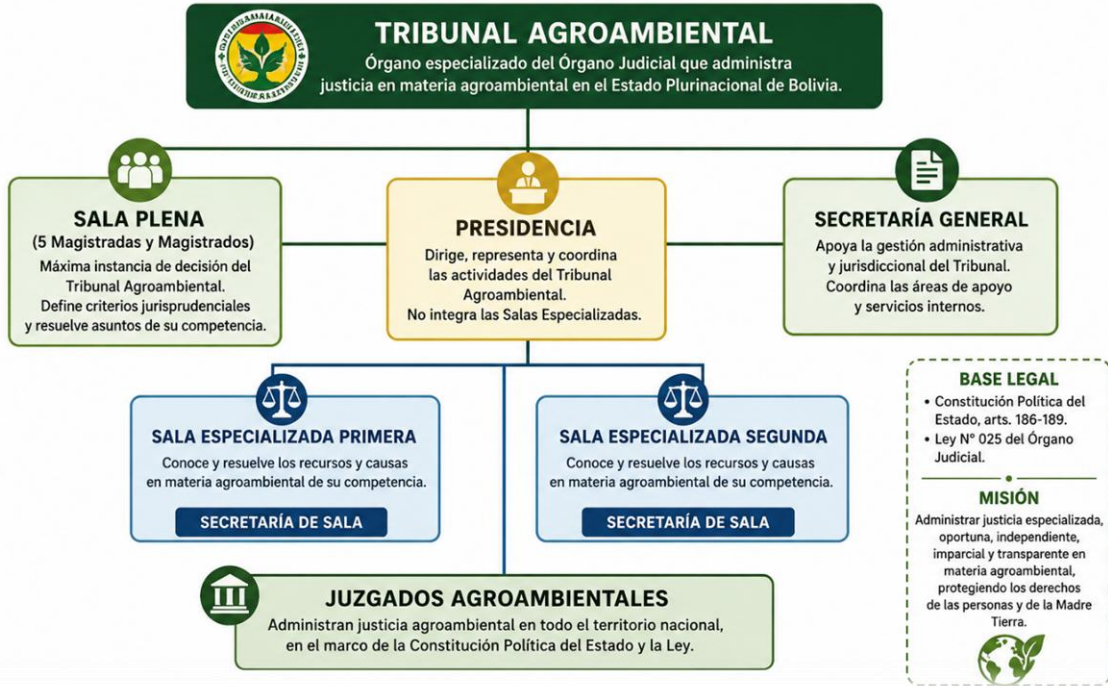 TRIBUNAL AGROAMBIENTAL
Órgano especializado del Órgano Judicial que administra
justicia en materia agroambiental en el Estado Plurinacional de Bolivia.
SALA PLENA
(5 Magistradas y Magistrados)
Máxima instancia de decisión del
Tribunal Agroambiental.
Define criterios jurisprudenciales
y resuelve asuntos de su competencia.
PRESIDENCIA
Dirige, representa y coordina
las actividades del Tribunal
Agroambiental.
No integra las Salas Especializadas.
SECRETARÍA GENERAL
Apoya la gestión administrativa
y jurisdiccional del Tribunal.
Coordina las áreas de apoyo
y servicios internos.
SALA ESPECIALIZADA PRIMERA
Conoce y resuelve los recursos y causas
en materia agroambiental de su competencia.
SECRETARÍA DE SALA
SALA ESPECIALIZADA SEGUNDA
Conoce y resuelve los recursos y causas
en materia agroambiental de su competencia.
SECRETARÍA DE SALA
JUZGADOS AGROAMBIENTALES
Administran justicia agroambiental en todo el territorio nacional,
en el marco de la Constitución Política del Estado y la Ley.
BASE LEGAL
• Constitución Política del
Estado, arts. 186-189.
• Ley N° 025 del Órgano
Judicial.
MISIÓN
Administrar justicia especializada,
oportuna, independiente,
imparcial y transparente en
materia agroambiental,
protegiendo los derechos
de las personas y de la Madre
Tierra.